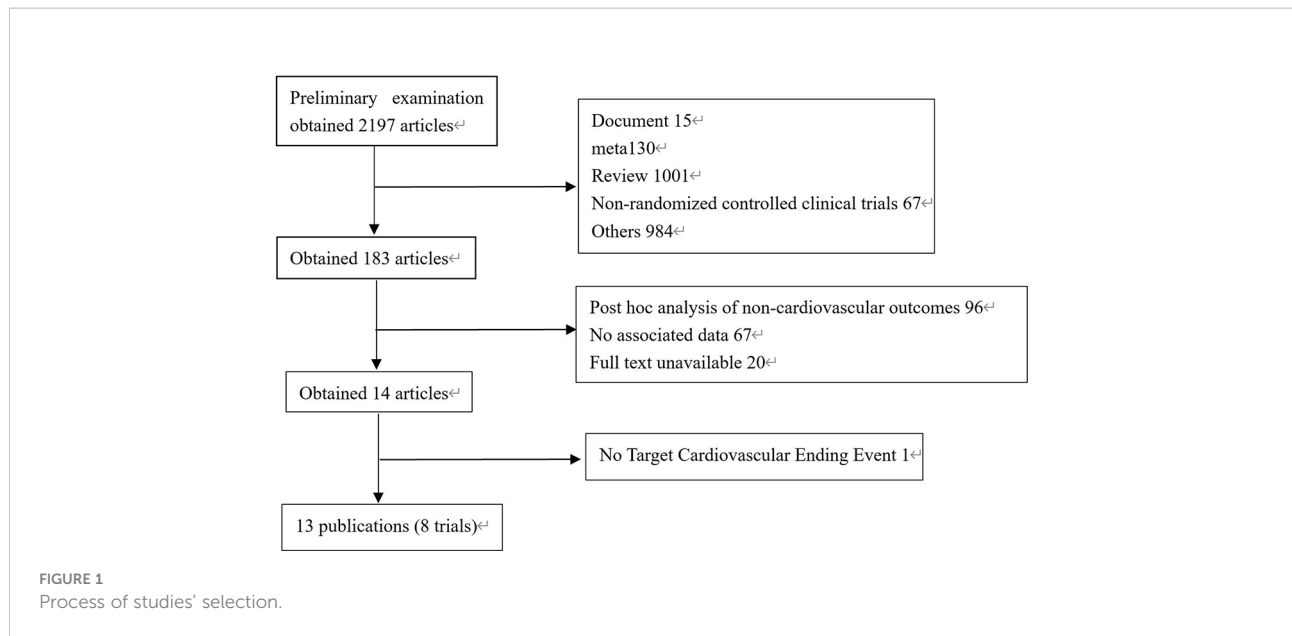 Preliminary examination
obtained 2197 articles↵
Document 15↵
meta130↵
Review 1001↵
Non-randomized controlled clinical trials 67↵
Others 984↵
Obtained 183 articles↵
Post hoc analysis of non-cardiovascular outcomes 96↵
No associated data 67↵
Full text unavailable 20↵
Obtained 14 articles↵
No Target Cardiovascular Ending Event 1↵
13 publications (8 trials)↵
FIGURE 1
Process of studies’ selection.